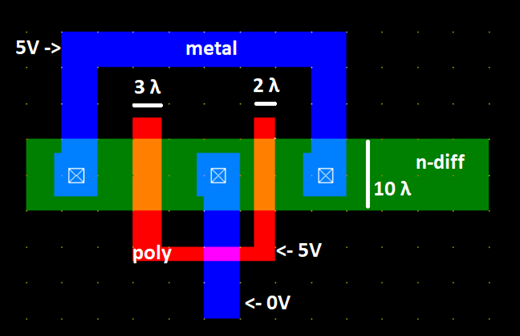 5V ->
metal
3 λ
2 λ
n-diff
10 λ
poly
<- 5V
<- 0V